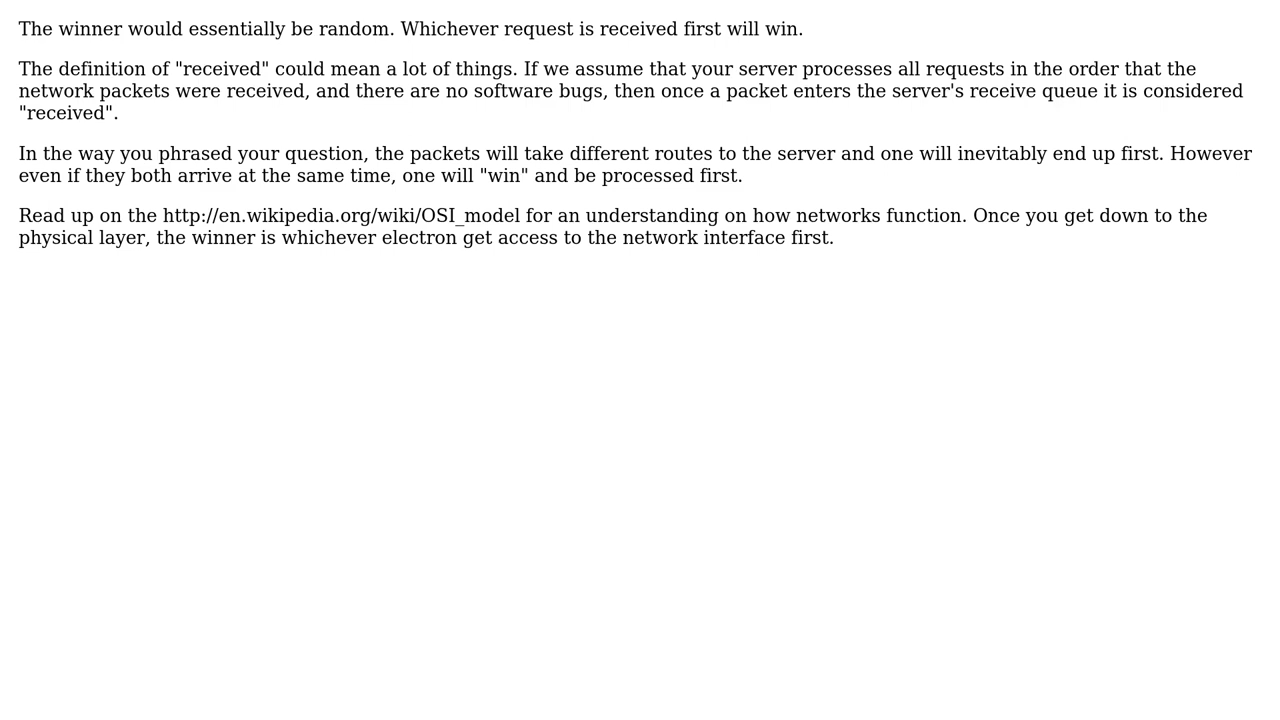 The winner would essentially be random. Whichever request is received first will win.
The definition of "received" could mean a lot of things. If we assume that your server processes all requests in the order that the
network packets were received, and there are no software bugs, then once a packet enters the server's receive queue it is considered
"received".
In the way you phrased your question, the packets will take different routes to the server and one will inevitably end up first. However
even if they both arrive at the same time, one will "win" and be processed first.
Read up on the http://en.wikipedia.org/wiki/OSI_model for an understanding on how networks function. Once you get down to the
physical layer, the winner is whichever electron get access to the network interface first.